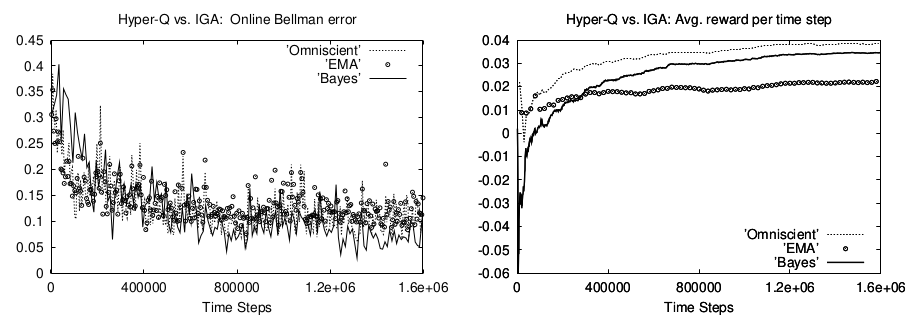 Hyper-Q vs. IGA: Online Bellman error
0.45
0.4
0.35
0.3
0.25
0.2
0.15
0.1
0.05
0
'Omniscient'
'EMA'
'Bayes'
0
400000
800000
1.2e+06
1.6e+06
Time Steps
Hyper-Q vs. IGA: Avg. reward per time step
0.04
0.03
0.02
0.01
0
-0.01
-0.02
-0.03
-0.04
-0.05
-0.06
'Omniscient'
'EMA'
'Bayes'
0
400000
800000
1.2e+06
1.6e+06
Time Steps